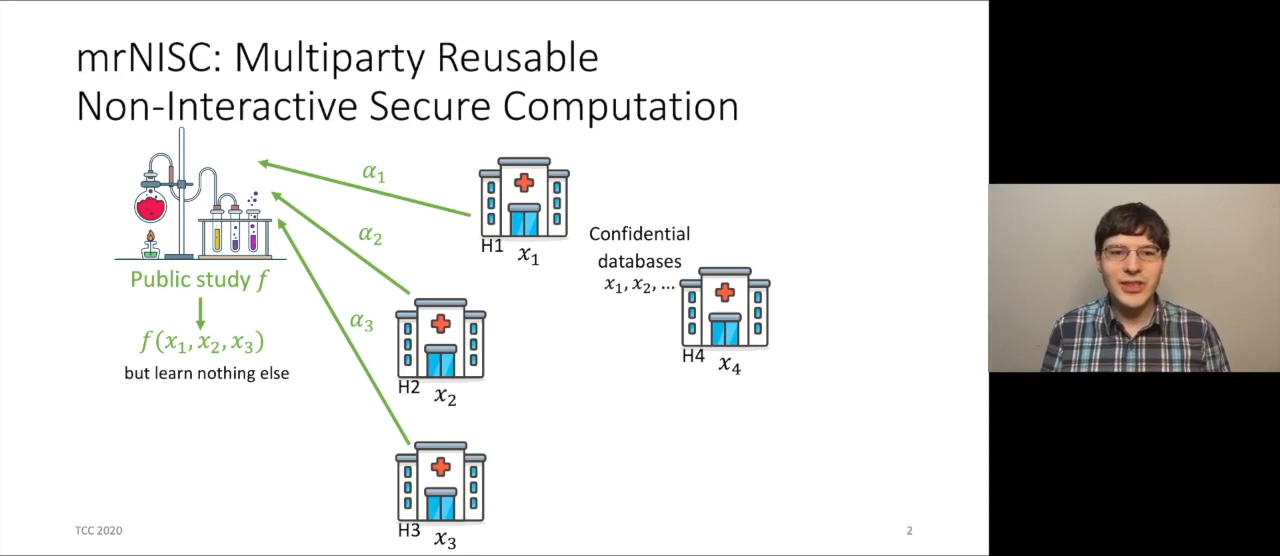 mrNISC: Multiparty Reusable
Non-Interactive Secure Computation
α₁
α₂
α₃
Public study f
f(x₁, x₂, x₃)
but learn nothing else
H1 x₁
Confidential
databases
x₁, x₂, ...
H4 x₄
H2 x₂
H3 x₃
TCC 2020
2